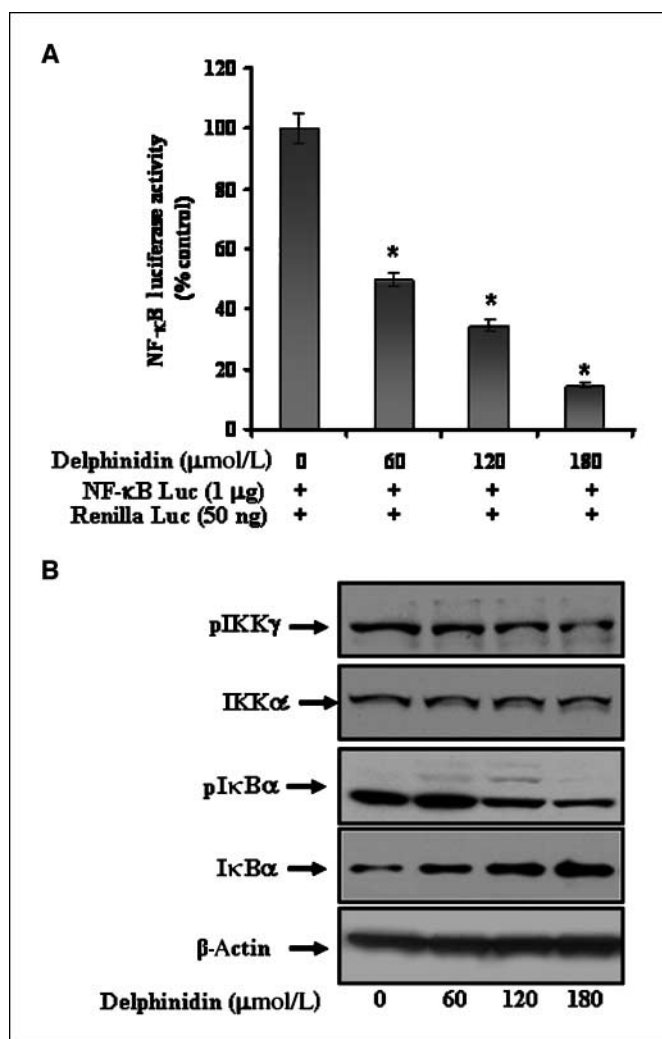 A
120
100
80
60
40
20
0
NF-κB luciferase activity
(% control)
*
*
*
Delphinidin (μmol/L) 0 60 120 180
NF-κB Luc (1 μg) + + + +
Renilla Luc (50 ng) + + + +
B
pIKKγ
IKKα
pIκBα
IκBα
β-Actin
Delphinidin (μmol/L) 0 60 120 180